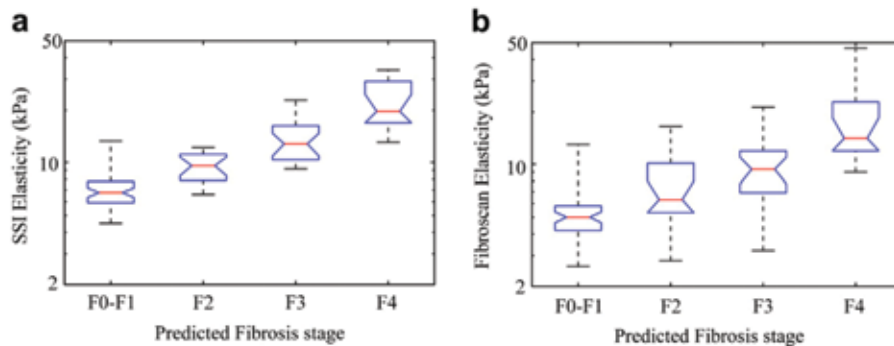 a
50
10
2
SSI Elasticity (kPa)
F0-F1 F2 F3 F4
Predicted Fibrosis stage
b
50
10
2
Fibroscan Elasticity (kPa)
F0-F1 F2 F3 F4
Predicted Fibrosis stage